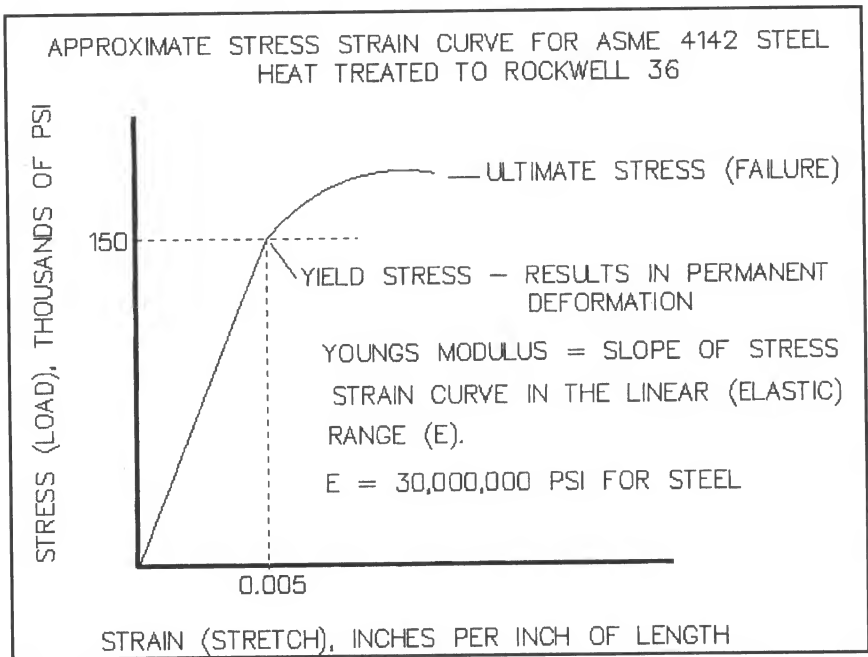 APPROXIMATE STRESS STRAIN CURVE FOR ASME 4142 STEEL
HEAT TREATED TO ROCKWELL 36
STRESS (LOAD), THOUSANDS OF PSI
ULTIMATE STRESS (FAILURE)
150
YIELD STRESS – RESULTS IN PERMANENT
DEFORMATION
YOUNGS MODULUS = SLOPE OF STRESS
STRAIN CURVE IN THE LINEAR (ELASTIC)
RANGE (E).
E = 30,000,000 PSI FOR STEEL
0.005
STRAIN (STRETCH), INCHES PER INCH OF LENGTH